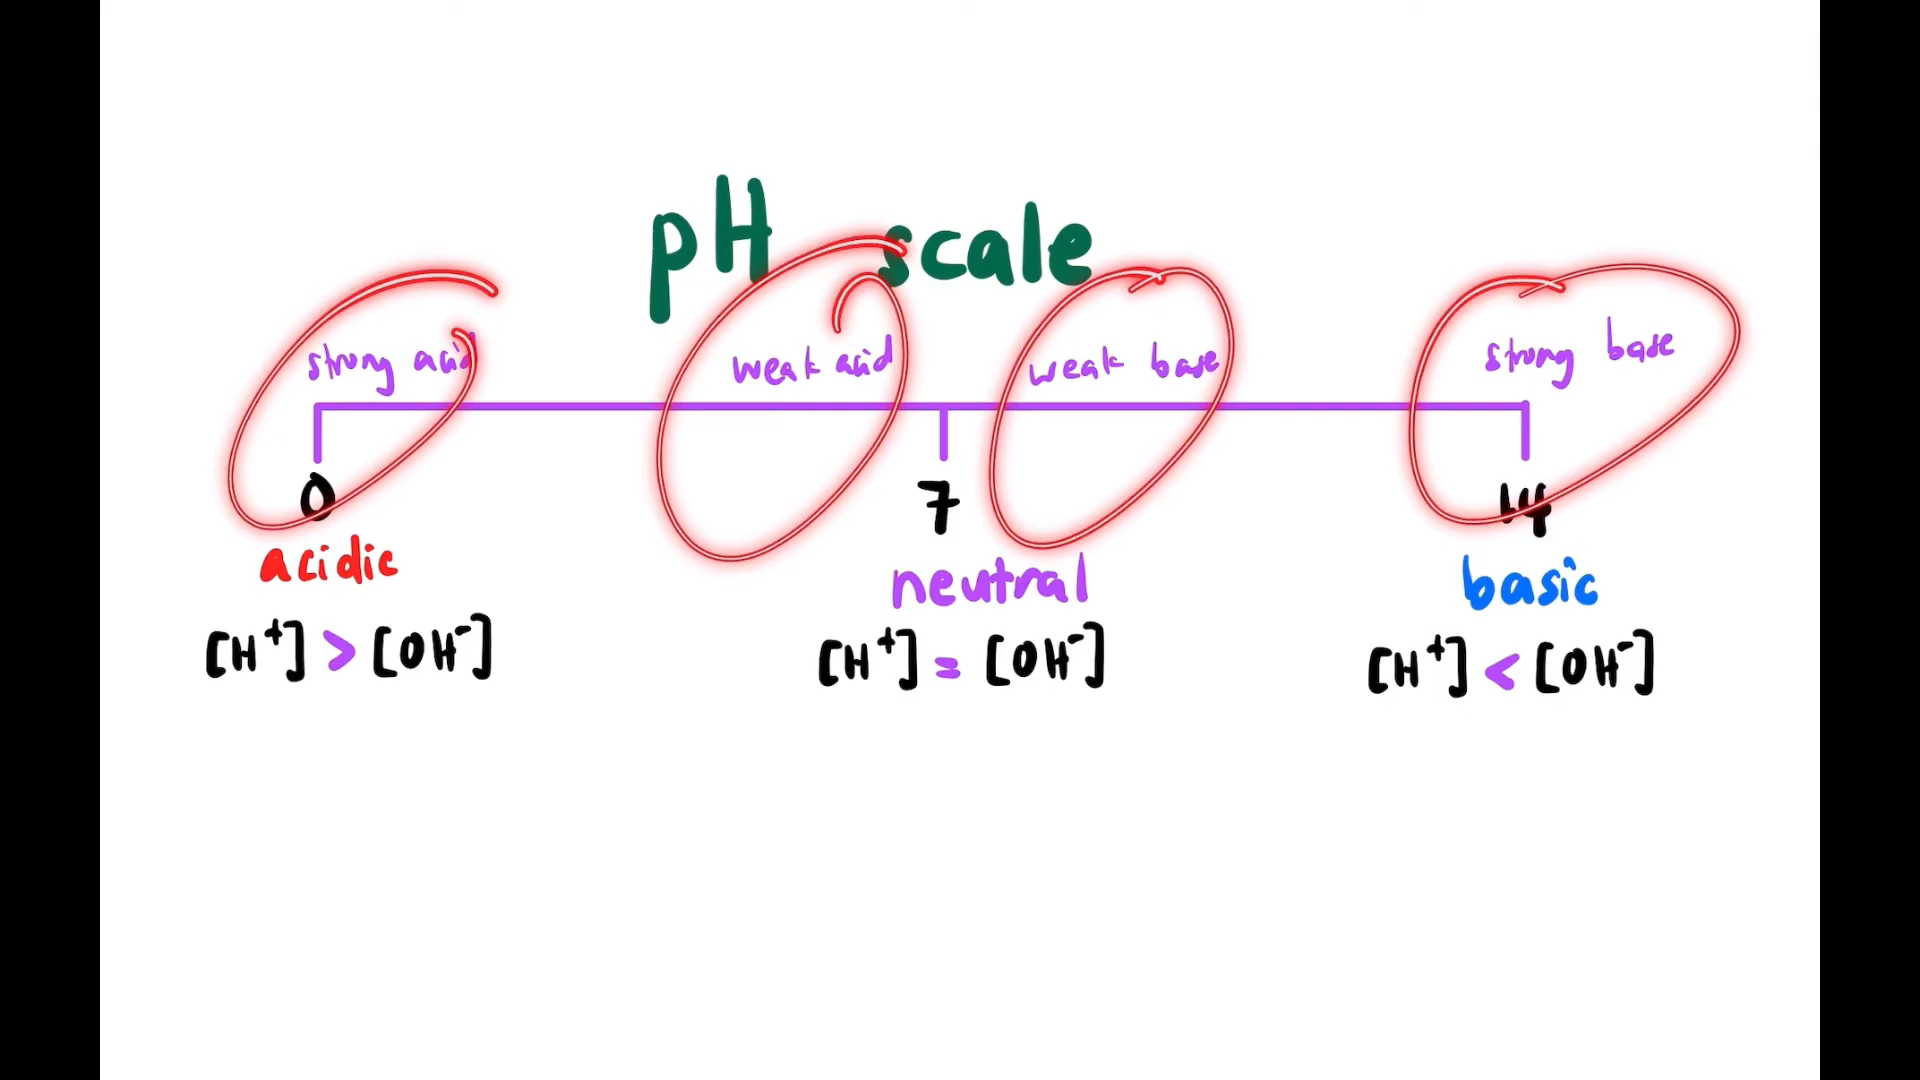 pH scale
strong acid weak acid weak base strong base
0 7 14
acidic neutral basic
[H⁺] > [OH⁻] [H⁺] = [OH⁻] [H⁺] < [OH⁻]